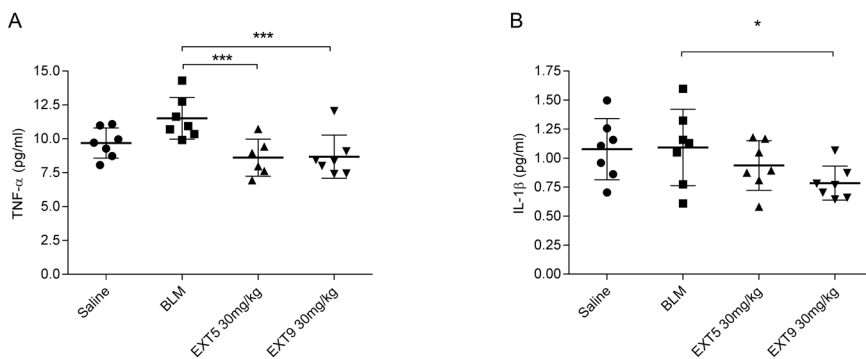 A
***
***
TNF-α (pg/ml)
15.0
12.5
10.0
7.5
5.0
2.5
0.0
Saline
BLM
EXT5 30mg/kg
EXT9 30mg/kg
B
*
IL-1β (pg/ml)
1.75
1.50
1.25
1.00
0.75
0.50
0.25
0.00
Saline
BLM
EXT5 30mg/kg
EXT9 30mg/kg